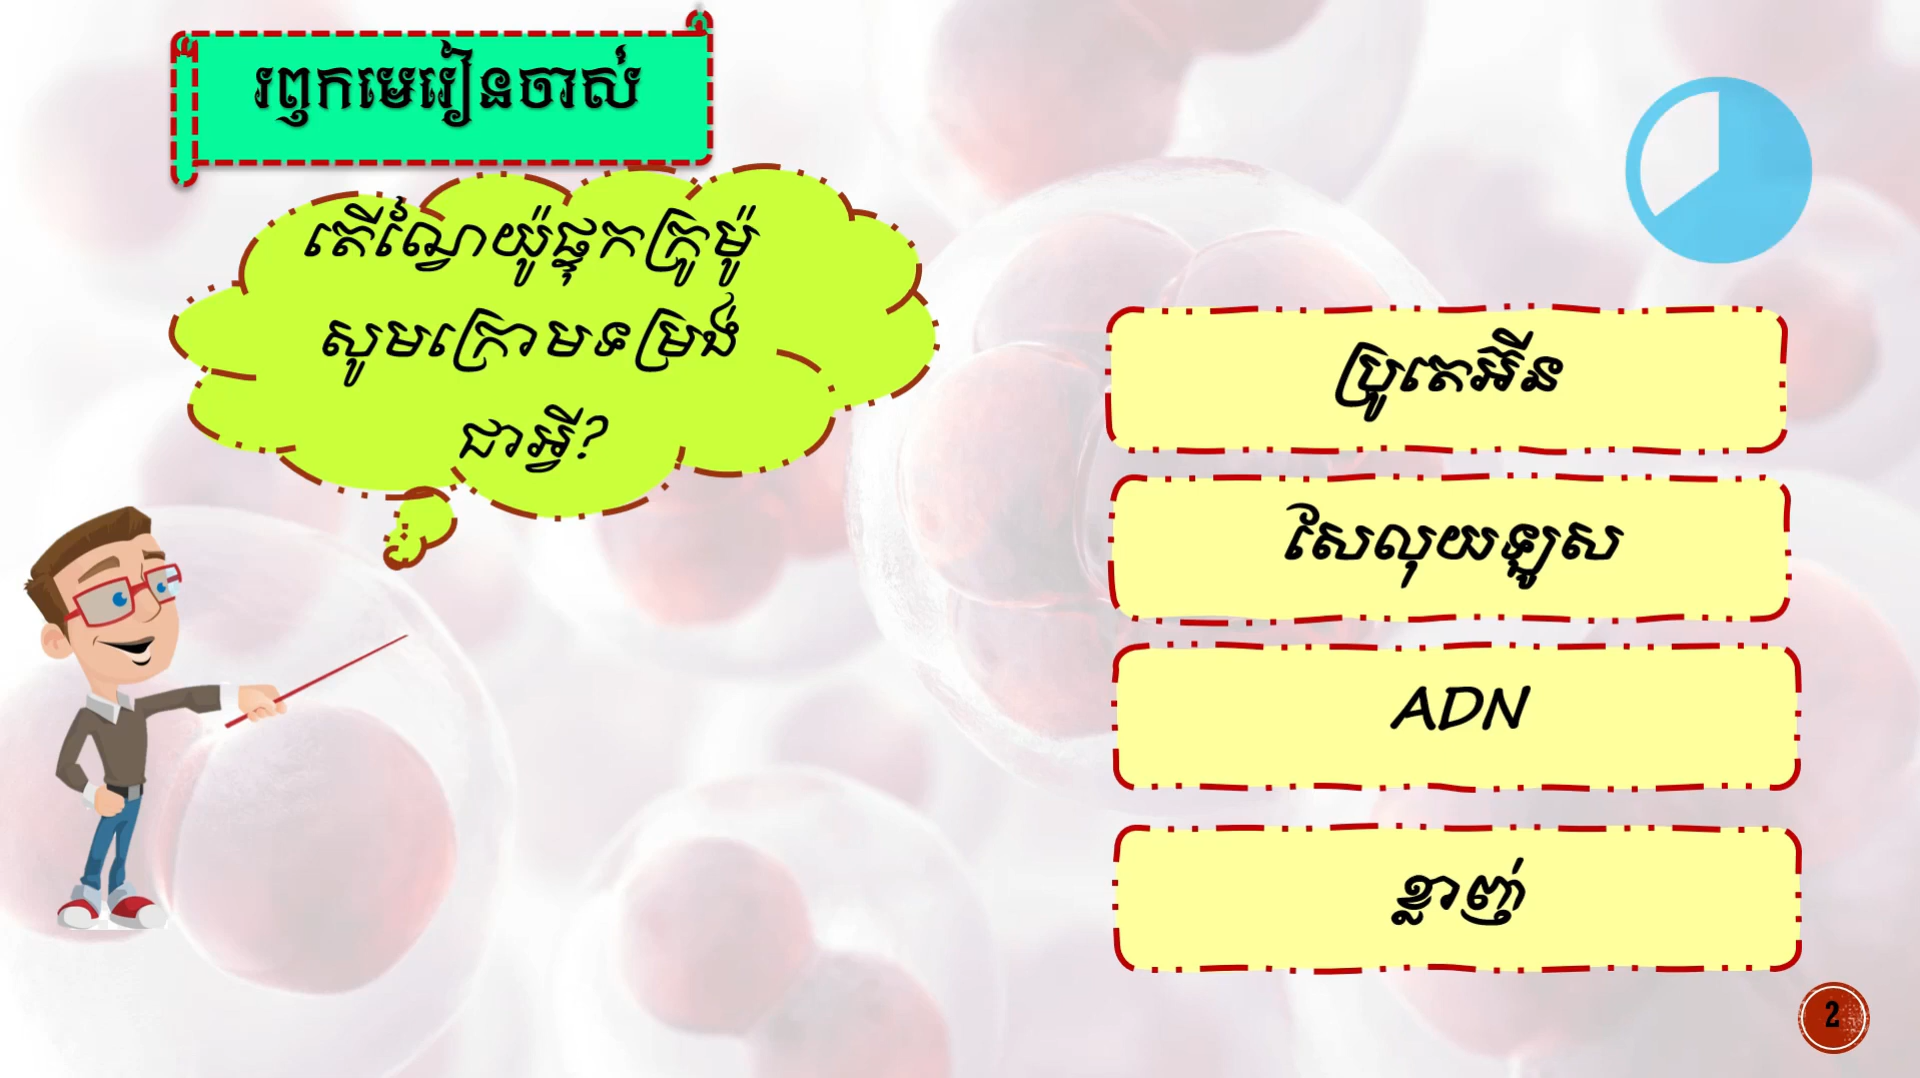 រឭកមេរៀនចាស់
តើណ្វៃយ៉ូផ្ទុកក្រូម៉ូ
សូមក្រោមទម្រង់
ជាអ្វី?
ប្រូតេអ៊ីន
សែលុយឡូស
ADN
ខ្លាញ់
2